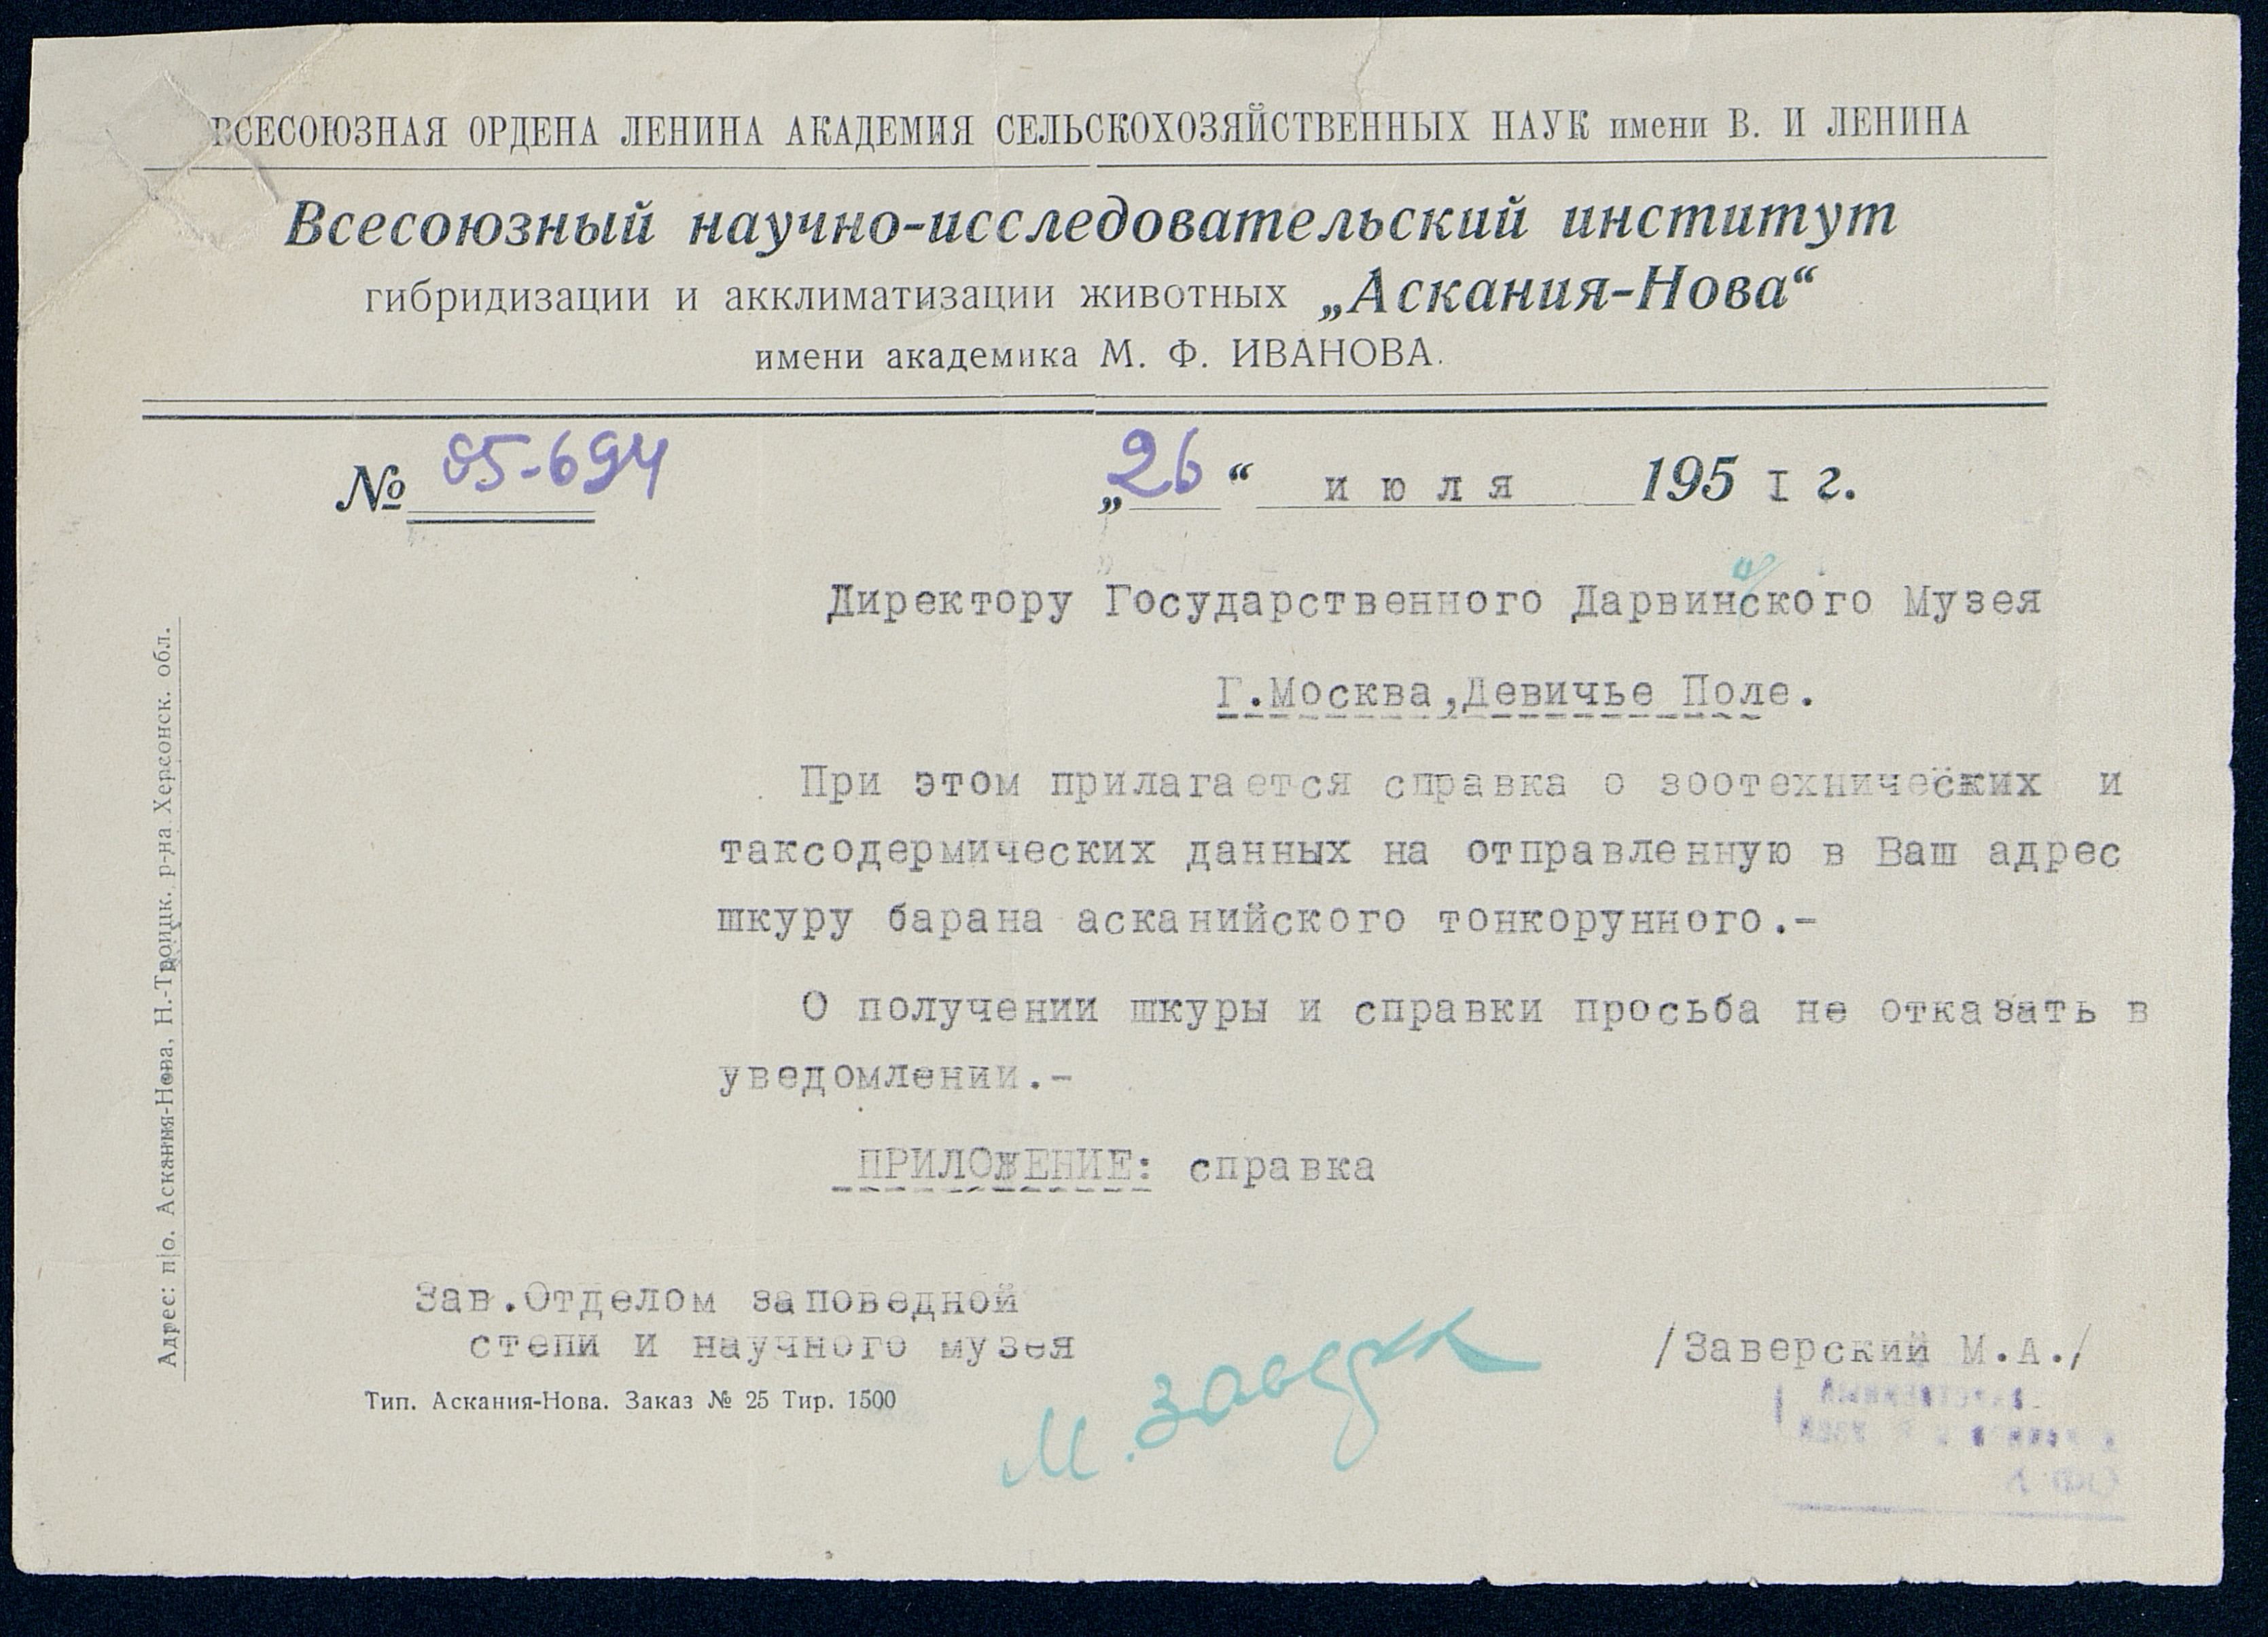 ВСЕСОЮЗНАЯ ОРДЕНА ЛЕНИНА АКАДЕМИЯ СЕЛЬСКОХОЗЯЙСТВЕННЫХ НАУК имени В. И ЛЕНИНА
Всесоюзный научно-исследовательский институт
гибридизации и акклиматизации животных „Аскания-Нова“
имени академика М. Ф. ИВАНОВА.
№ 05-694 „26“ июля 195I г.
Директору Государственного Дарвинского Музея
Г.Москва,Девичье Поле.
При этом прилагается справка о зоотехнических и
таксодермических данных на отправленную в Ваш адрес
шкуру барана асканийского тонкорунного.-
О получении шкуры и справки просьба не отказать в
уведомлении.-
ПРИЛОЖЕНИЕ: справка
Зав.Отделом заповедной
степи и научного музея
/Заверский М.А./
Тип. Аскания-Нова. Заказ № 25 Тир. 1500
Адрес: п|о. Аскания-Нова, Н.-Троицк. р-на Херсонск. обл.